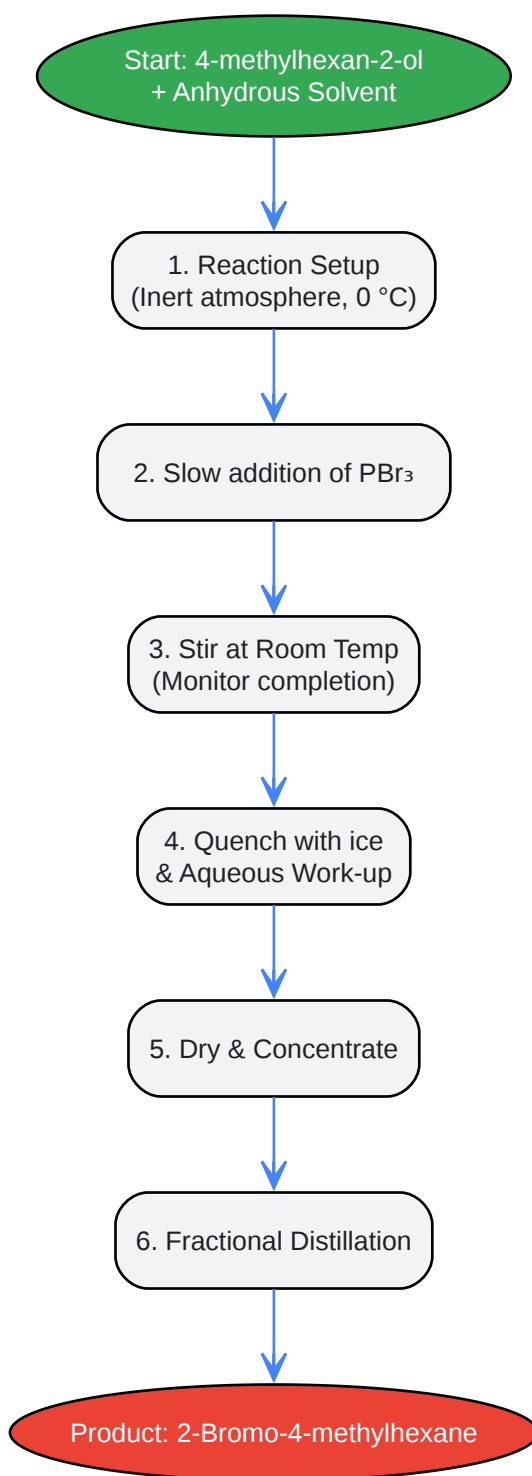 Start: 4-methylhexan-2-ol
+ Anhydrous Solvent
1. Reaction Setup
(Inert atmosphere, 0 °C)
2. Slow addition of PBr₃
3. Stir at Room Temp
(Monitor completion)
4. Quench with ice
& Aqueous Work-up
5. Dry & Concentrate
6. Fractional Distillation
Product: 2-Bromo-4-methylhexane